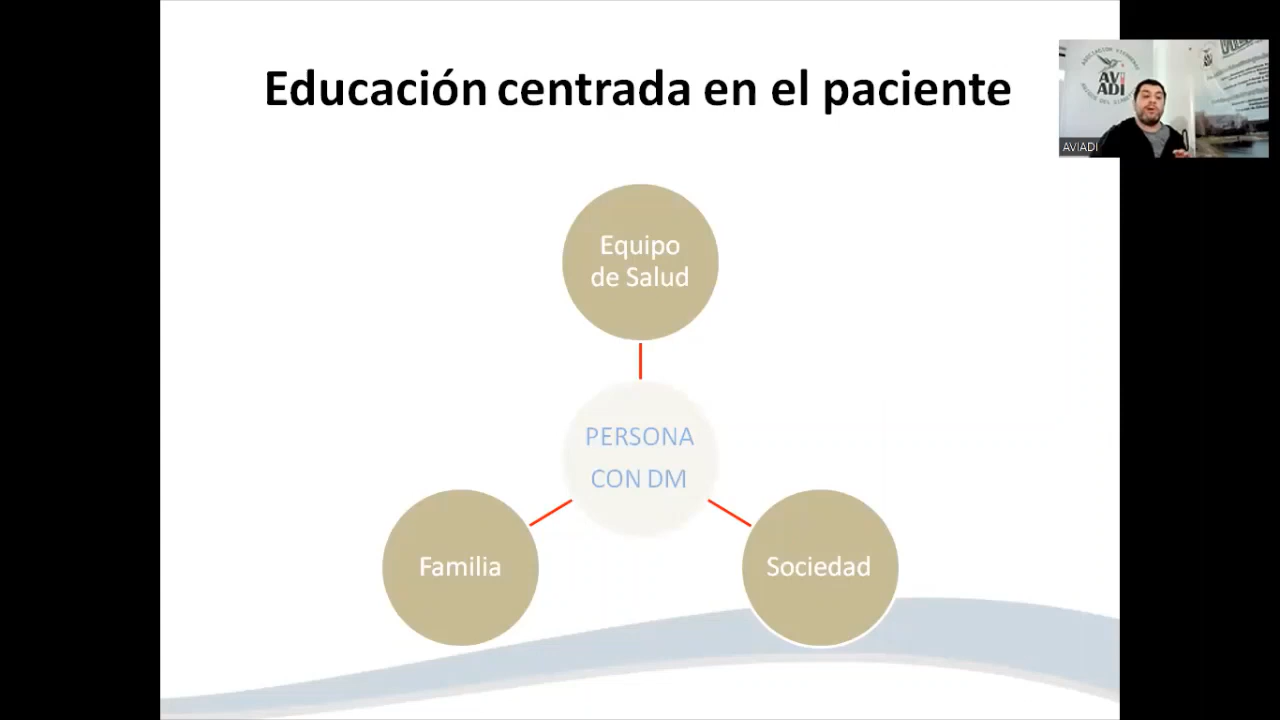 Educación centrada en el paciente
Equipo
de Salud
PERSONA
CON DM
Familia
Sociedad
AVIADI